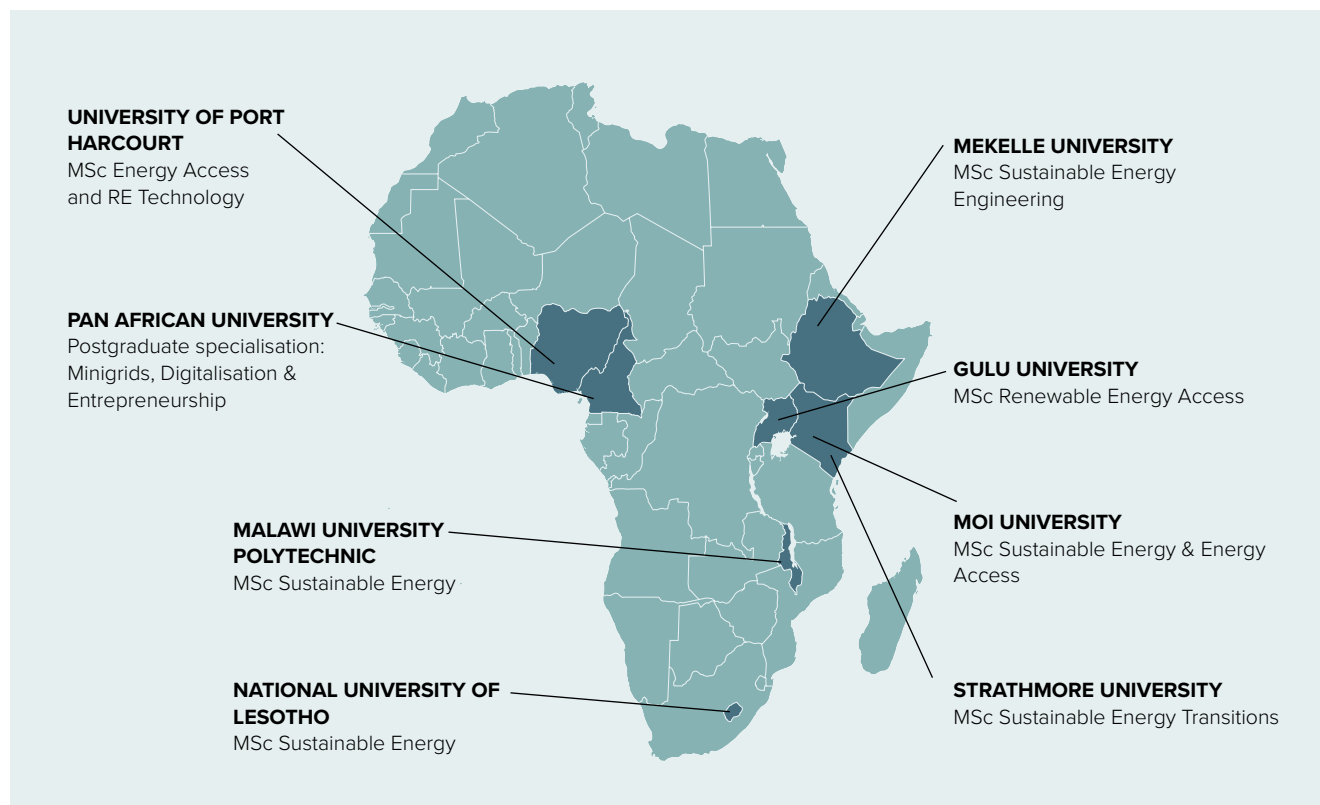 UNIVERSITY OF PORT
HARCOURT
MSc Energy Access
and RE Technology
PAN AFRICAN UNIVERSITY
Postgraduate specialisation:
Minigrids, Digitalisation &
Entrepreneurship
MALAWI UNIVERSITY
POLYTECHNIC
MSc Sustainable Energy
NATIONAL UNIVERSITY OF
LESOTHO
MSc Sustainable Energy
MEKELLE UNIVERSITY
MSc Sustainable Energy
Engineering
GULU UNIVERSITY
MSc Renewable Energy Access
MOI UNIVERSITY
MSc Sustainable Energy & Energy
Access
STRATHMORE UNIVERSITY
MSc Sustainable Energy Transitions